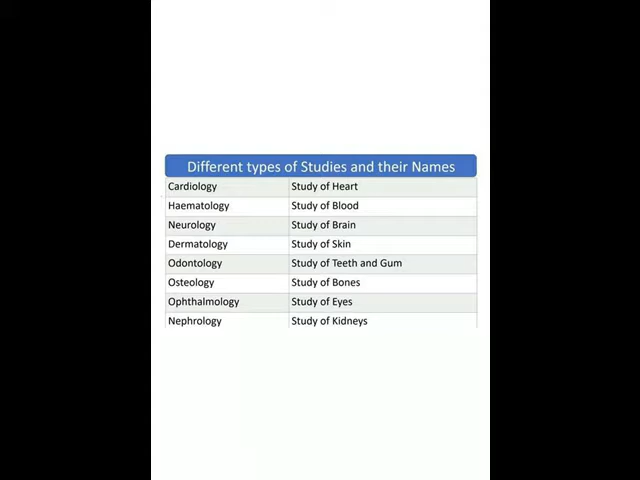 Different types of Studies and their Names
Cardiology Study of Heart
Haematology Study of Blood
Neurology Study of Brain
Dermatology Study of Skin
Odontology Study of Teeth and Gum
Osteology Study of Bones
Ophthalmology Study of Eyes
Nephrology Study of Kidneys